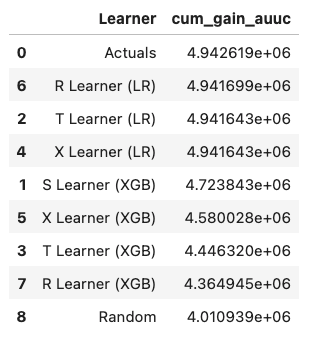 Learner cum_gain_auuc
0 Actuals 4.942619e+06
6 R Learner (LR) 4.941699e+06
2 T Learner (LR) 4.941643e+06
4 X Learner (LR) 4.941643e+06
1 S Learner (XGB) 4.723843e+06
5 X Learner (XGB) 4.580028e+06
3 T Learner (XGB) 4.446320e+06
7 R Learner (XGB) 4.364945e+06
8 Random 4.010939e+06